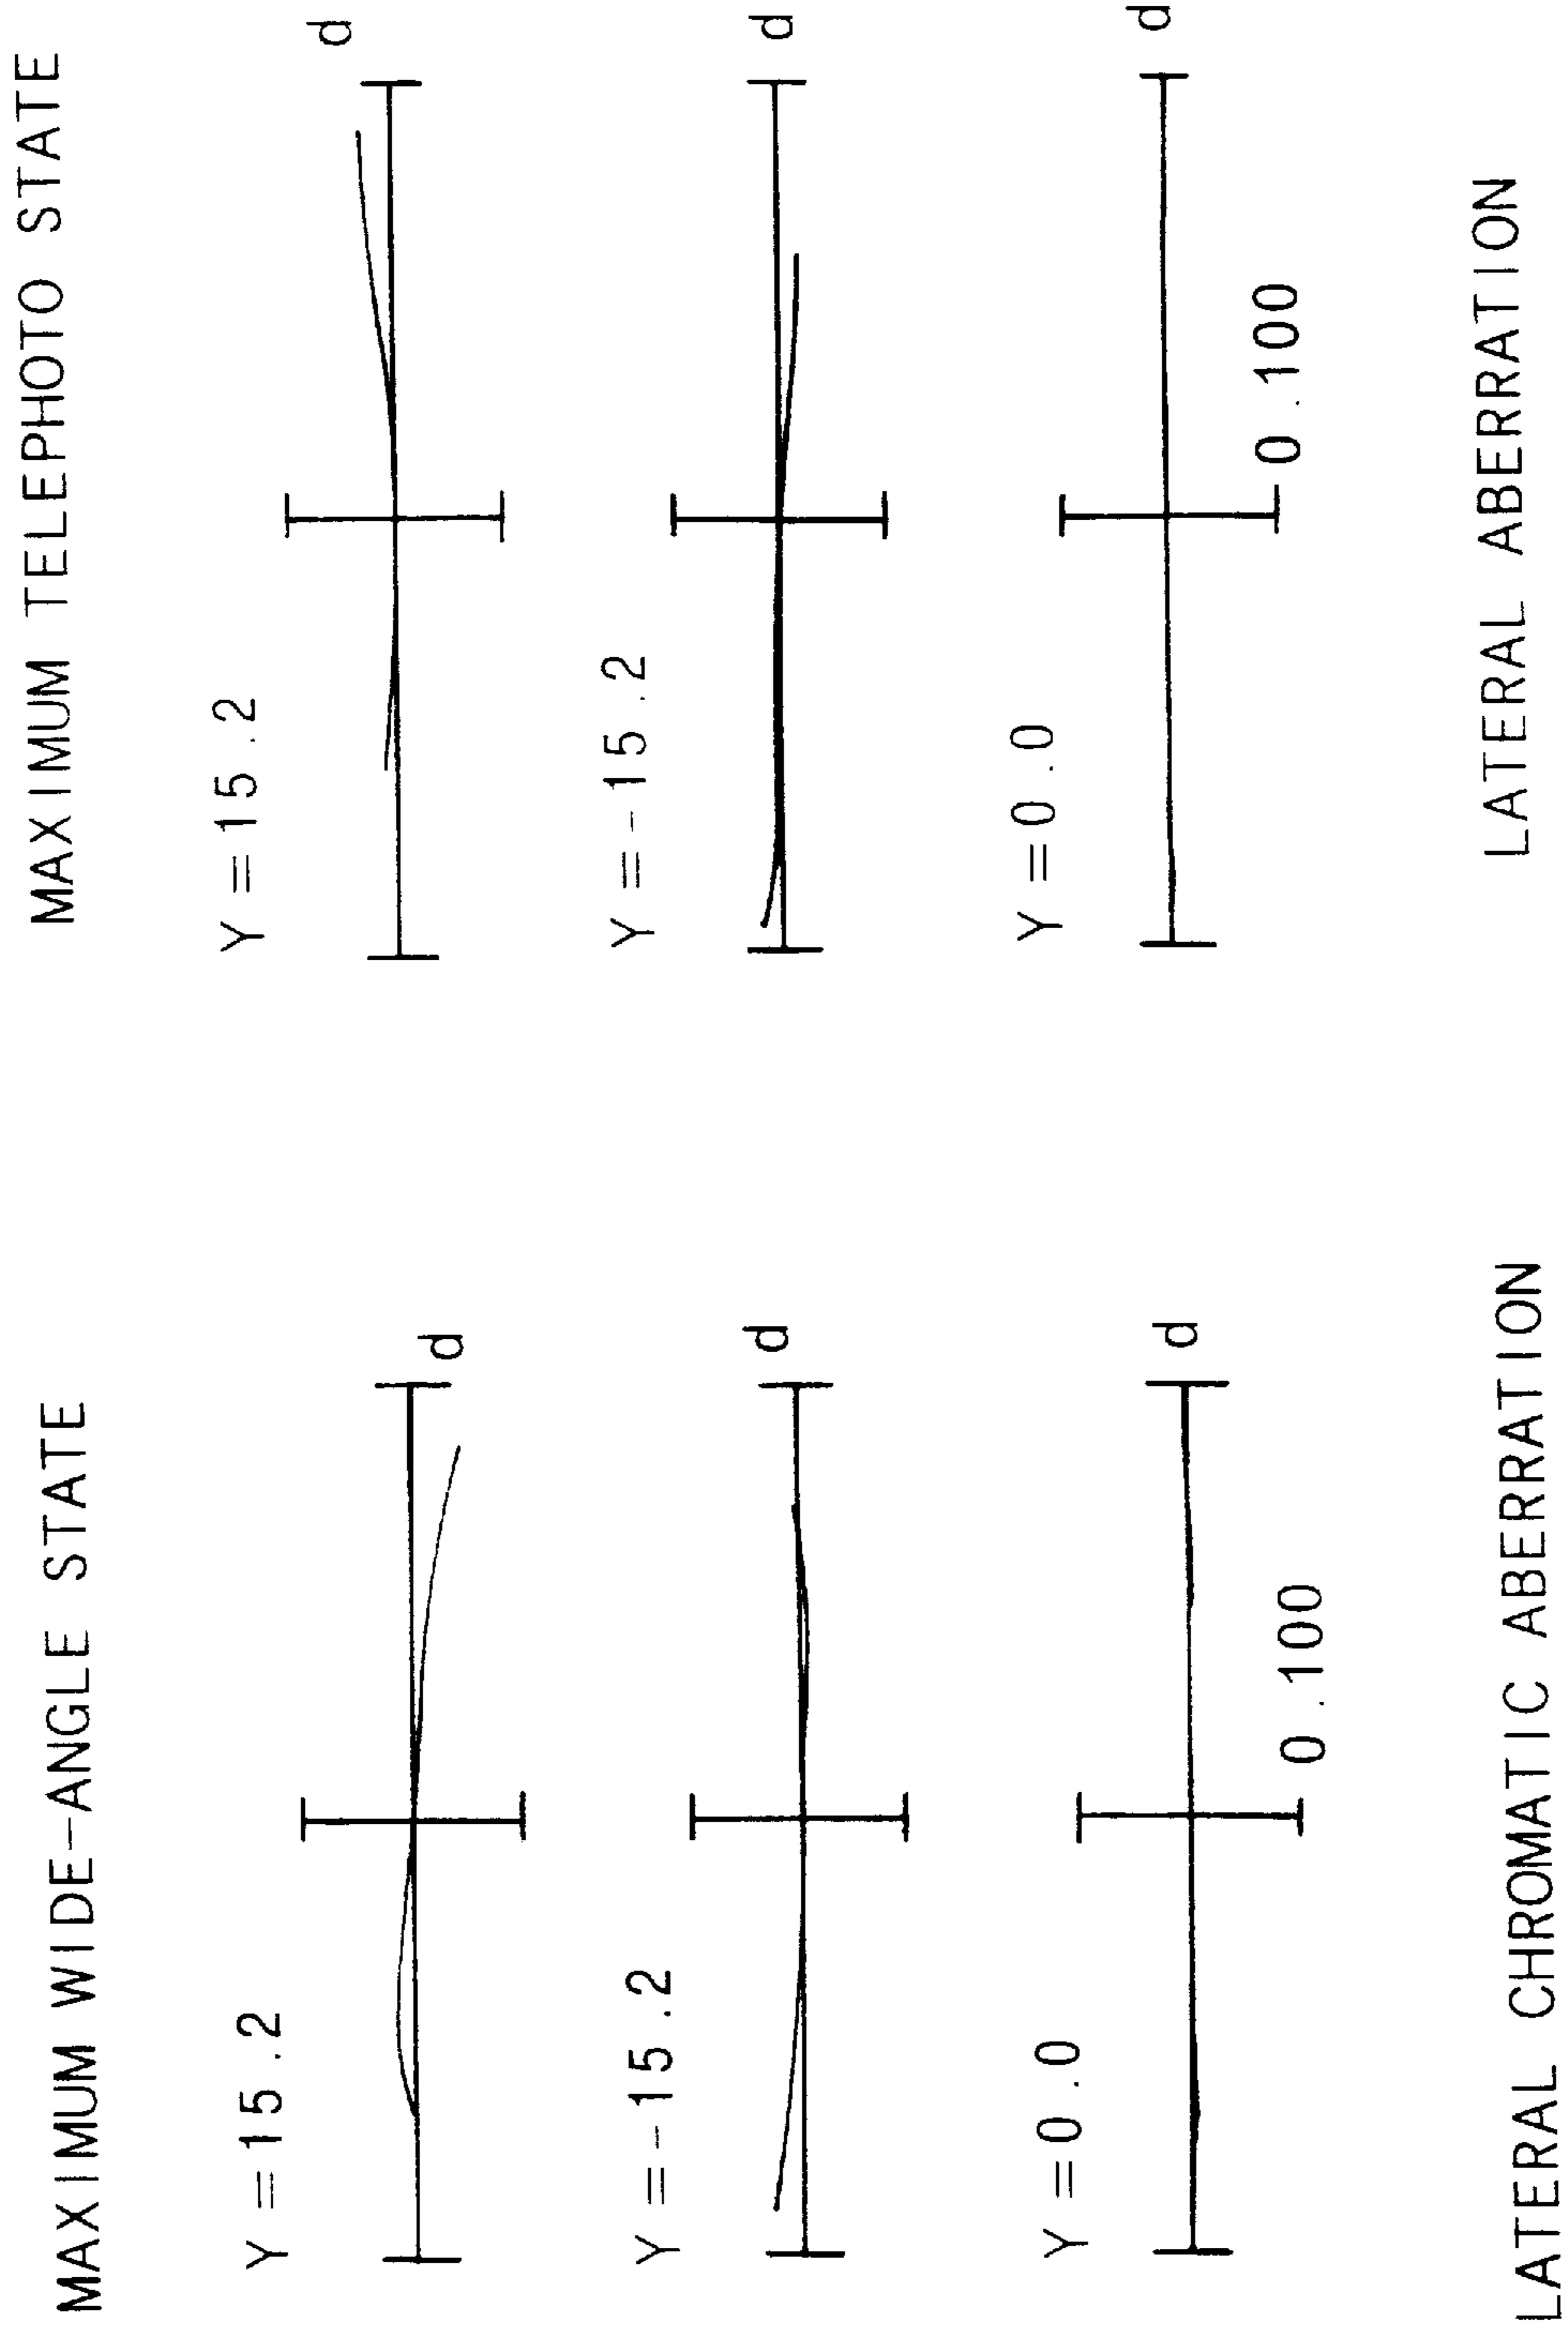 MAXIMUM WIDE-ANGLE STATE
Y=15.2
d
Y=-15.2
d
Y=0.0
d
0.100
LATERAL CHROMATIC ABERRATION
MAXIMUM TELEPHOTO STATE
Y=15.2
d
Y=-15.2
d
Y=0.0
d
0.100
LATERAL ABERRATION